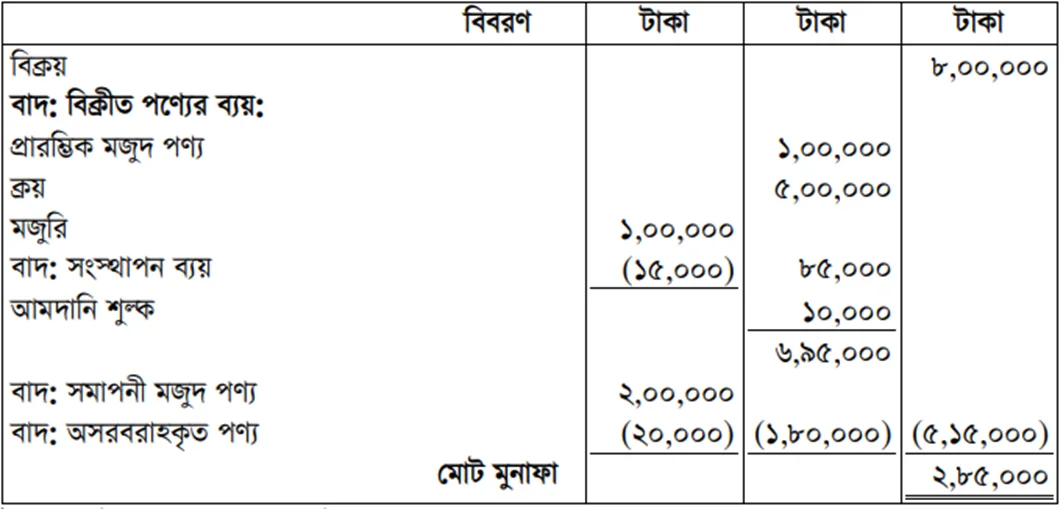 বিবরণ টাকা টাকা টাকা
বিক্রয় ৮,০০,০০০
বাদ: বিক্রীত পণ্যের ব্যয়:
প্রারম্ভিক মজুদ পণ্য ১,০০,০০০
ক্রয় ৫,০০,০০০
মজুরি ১,০০,০০০
বাদ: সংস্থাপন ব্যয় (১৫,০০০) ৮৫,০০০
আমদানি শুল্ক ১০,০০০
৬,৯৫,০০০
বাদ: সমাপনী মজুদ পণ্য ২,০০,০০০
বাদ: অসরবরাহকৃত পণ্য (২০,০০০) (১,৮০,০০০) (৫,১৫,০০০)
মোট মুনাফা ২,৮৫,০০০